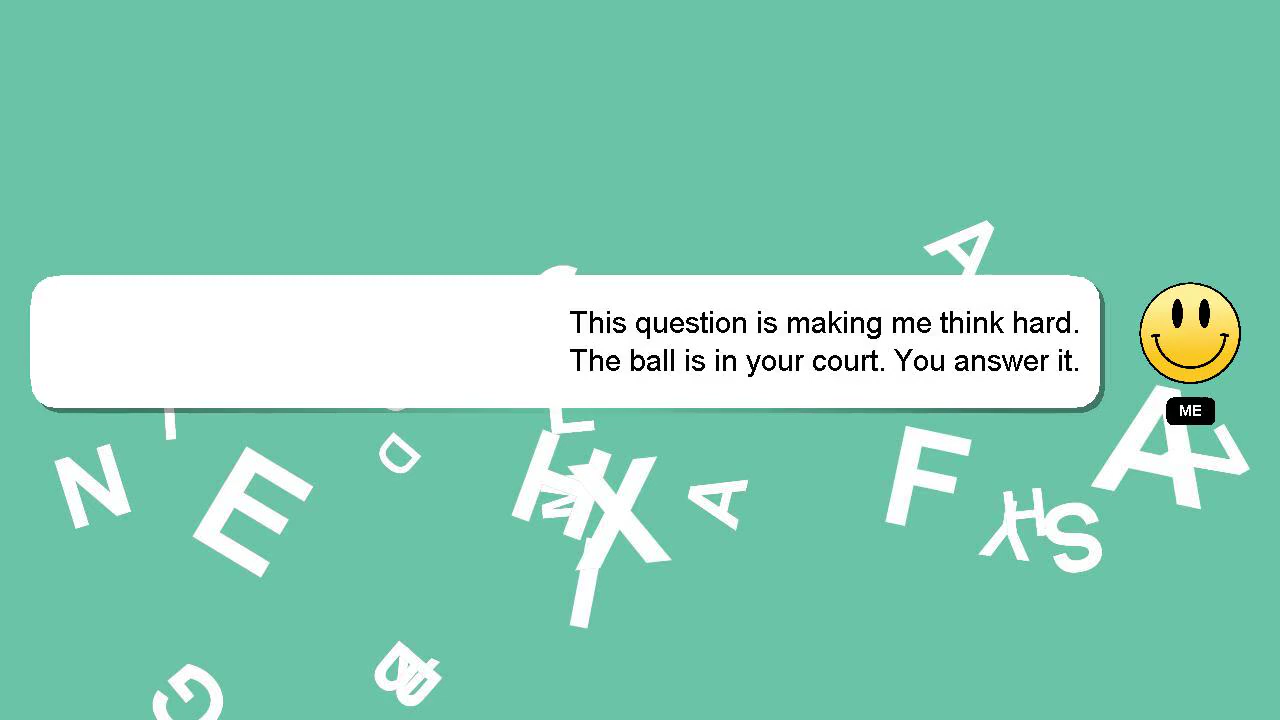 A
This question is making me think hard.
The ball is in your court. You answer it.
ME
N
E
D
H
X
A
F
A
H
S
G
B